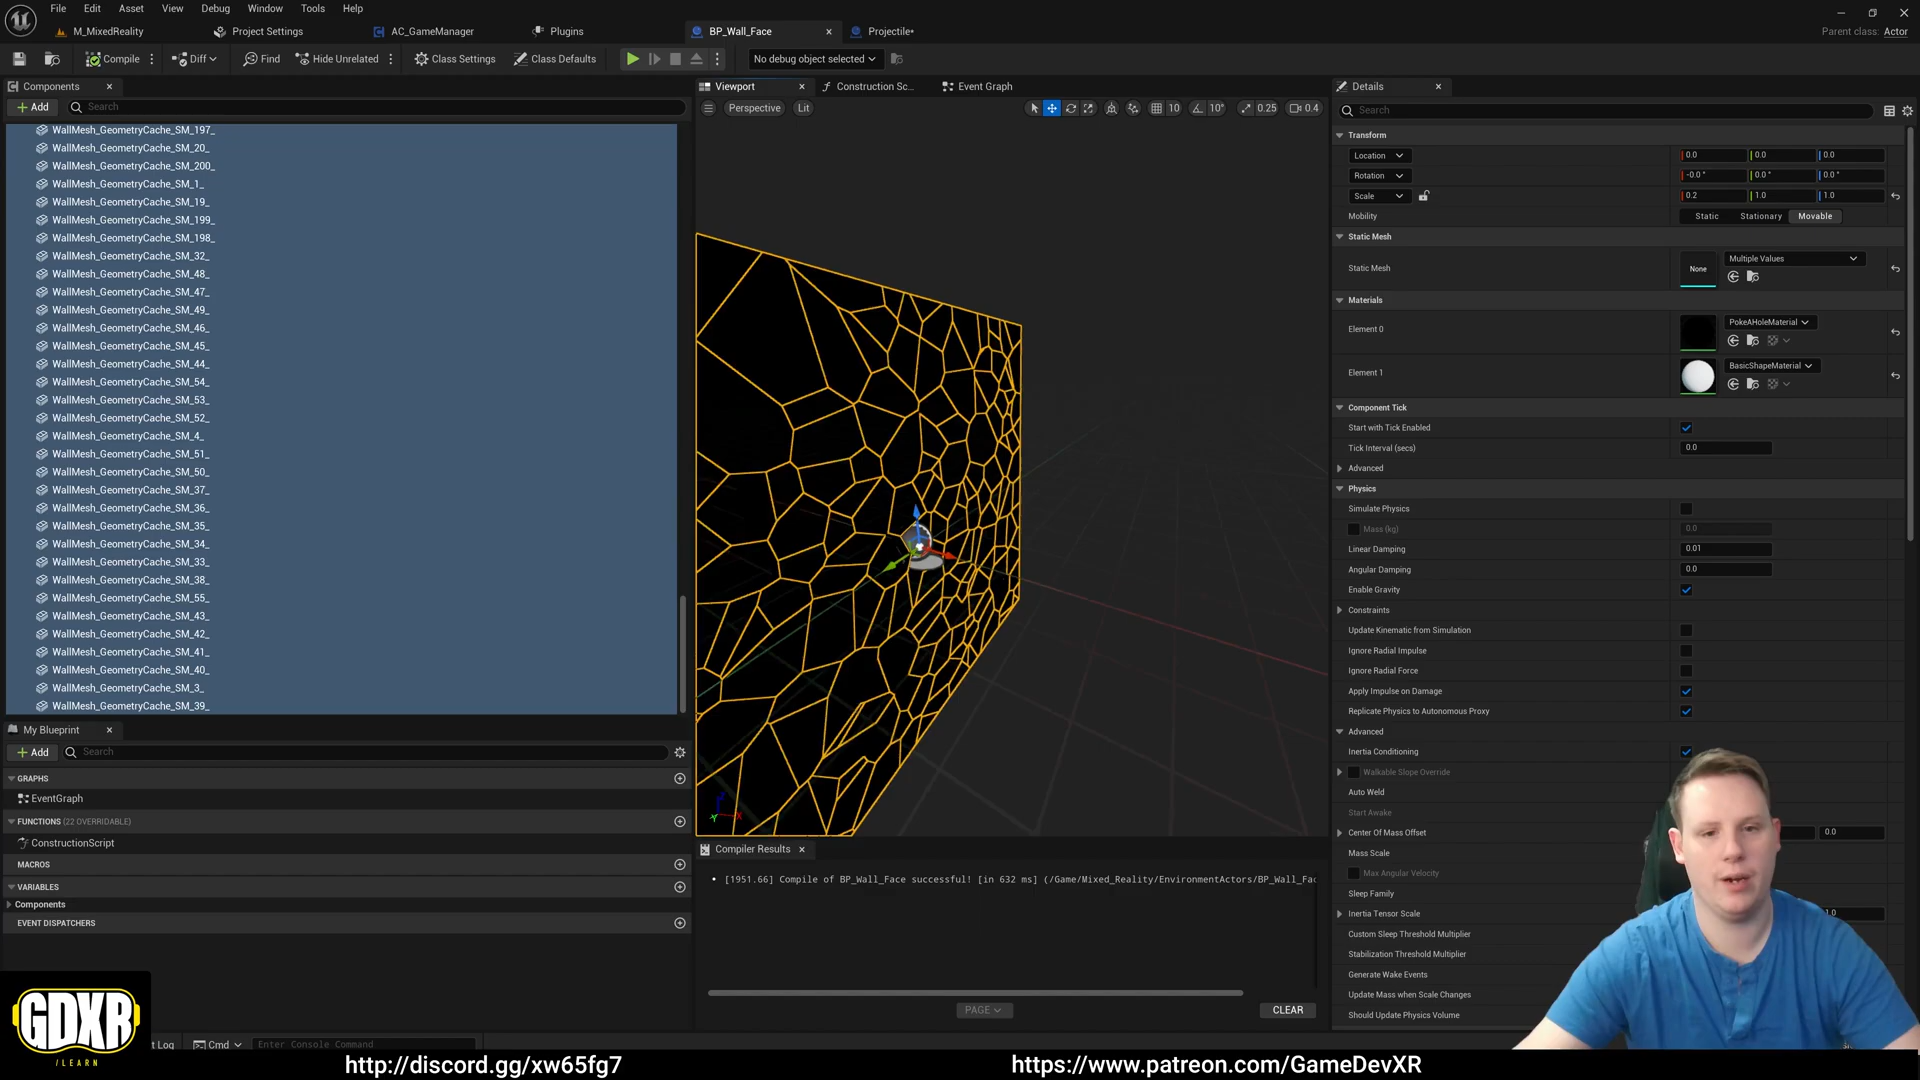 File Edit Asset View Debug Window Tools Help
M_MixedReality Project Settings AC_GameManager Plugins BP_Wall_Face Projectile*
Parent class: Actor
Compile Diff Find Hide Unrelated Class Settings Class Defaults No debug object selected
Components
Add Search
WallMesh_GeometryCache_SM_197_
WallMesh_GeometryCache_SM_20_
WallMesh_GeometryCache_SM_200_
WallMesh_GeometryCache_SM_1_
WallMesh_GeometryCache_SM_19_
WallMesh_GeometryCache_SM_199_
WallMesh_GeometryCache_SM_198_
WallMesh_GeometryCache_SM_32_
WallMesh_GeometryCache_SM_48_
WallMesh_GeometryCache_SM_47_
WallMesh_GeometryCache_SM_49_
WallMesh_GeometryCache_SM_46_
WallMesh_GeometryCache_SM_45_
WallMesh_GeometryCache_SM_44_
WallMesh_GeometryCache_SM_54_
WallMesh_GeometryCache_SM_53_
WallMesh_GeometryCache_SM_52_
WallMesh_GeometryCache_SM_4_
WallMesh_GeometryCache_SM_51_
WallMesh_GeometryCache_SM_50_
WallMesh_GeometryCache_SM_37_
WallMesh_GeometryCache_SM_36_
WallMesh_GeometryCache_SM_35_
WallMesh_GeometryCache_SM_34_
WallMesh_GeometryCache_SM_33_
WallMesh_GeometryCache_SM_38_
WallMesh_GeometryCache_SM_55_
WallMesh_GeometryCache_SM_43_
WallMesh_GeometryCache_SM_42_
WallMesh_GeometryCache_SM_41_
WallMesh_GeometryCache_SM_40_
WallMesh_GeometryCache_SM_3_
WallMesh_GeometryCache_SM_39_
My Blueprint
Add Search
GRAPHS
EventGraph
FUNCTIONS (22 OVERRIDABLE)
ConstructionScript
MACROS
VARIABLES
Components
EVENT DISPATCHERS
Viewport Construction Sc... Event Graph
Perspective Lit 10 10° 0.25 0.4
Compiler Results
[1951.66] Compile of BP_Wall_Face successful! [in 632 ms] (/Game/Mixed_Reality/EnvironmentActors/BP_Wall_Fac
PAGE CLEAR
Details
Search
Transform
Location 0.0 0.0 0.0
Rotation -0.0° 0.0° 0.0°
Scale 0.2 1.0 1.0
Mobility Static Stationary Movable
Static Mesh
Static Mesh None Multiple Values
Materials
Element 0 PokeAHoleMaterial
Element 1 BasicShapeMaterial
Component Tick
Start with Tick Enabled
Tick Interval (secs) 0.0
Advanced
Physics
Simulate Physics
Mass (kg) 0.0
Linear Damping 0.01
Angular Damping 0.0
Enable Gravity
Constraints
Update Kinematic from Simulation
Ignore Radial Impulse
Ignore Radial Force
Apply Impulse on Damage
Replicate Physics to Autonomous Proxy
Advanced
Inertia Conditioning
Walkable Slope Override
Auto Weld
Start Awake
Center Of Mass Offset 0.0
Mass Scale
Max Angular Velocity
Sleep Family
Inertia Tensor Scale 1.0
Custom Sleep Threshold Multiplier
Stabilization Threshold Multiplier
Generate Wake Events
Update Mass when Scale Changes
Should Update Physics Volume
GDXR
/LEARN
t Log Cmd Enter Console Command
http://discord.gg/xw65fg7
https://www.patreon.com/GameDevXR